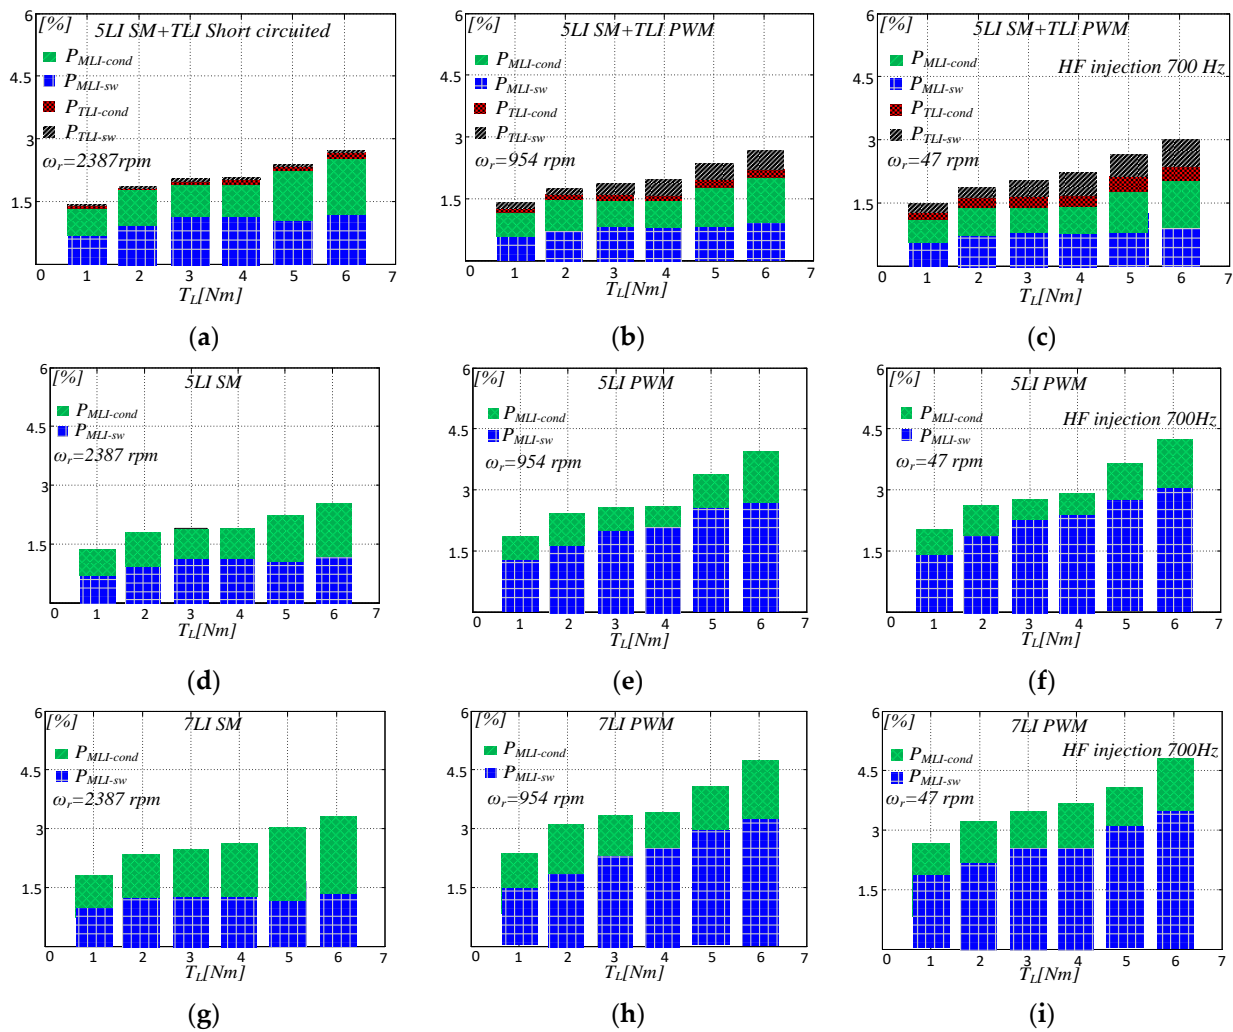 6 [%] 5LI SM+TLI Short circuited
P_MLI-cond
4.5
P_MLI-sw
P_TLI-cond
3 P_TLI-sw
ω_r=2387rpm
1.5
0 1 2 3 4 5 6 7
T_L[Nm]
(a)
6 [%] 5LI SM+TLI PWM
P_MLI-cond
4.5
P_MLI-sw
P_TLI-cond
3 P_TLI-sw
ω_r=954 rpm
1.5
0 1 2 3 4 5 6 7
T_L[Nm]
(b)
6 [%] 5LI SM+TLI PWM
P_MLI-cond HF injection 700 Hz
4.5
P_MLI-sw
P_TLI-cond
3 P_TLI-sw
ω_r=47 rpm
1.5
0 1 2 3 4 5 6 7
T_L[Nm]
(c)
6 [%] 5LI SM
P_MLI-cond
4.5 P_MLI-sw
ω_r=2387 rpm
3
1.5
0 1 2 3 4 5 6 7
T_L[Nm]
(d)
6 [%] 5LI PWM
P_MLI-cond
4.5 P_MLI-sw
ω_r=954 rpm
3
1.5
0 1 2 3 4 5 6 7
T_L[Nm]
(e)
6 [%] 5LI PWM
P_MLI-cond HF injection 700Hz
4.5 P_MLI-sw
ω_r=47 rpm
3
1.5
0 1 2 3 4 5 6 7
T_L[Nm]
(f)
6 [%] 7LI SM
P_MLI-cond
4.5 P_MLI-sw
ω_r=2387 rpm
3
1.5
0 1 2 3 4 5 6 7
T_L[Nm]
(g)
6 [%] 7LI PWM
P_MLI-cond
4.5 P_MLI-sw
ω_r=954 rpm
3
1.5
0 1 2 3 4 5 6 7
T_L[Nm]
(h)
6 [%] 7LI PWM
P_MLI-cond HF injection 700Hz
4.5 P_MLI-sw
ω_r=47 rpm
3
1.5
0 1 2 3 4 5 6 7
T_L[Nm]
(i)